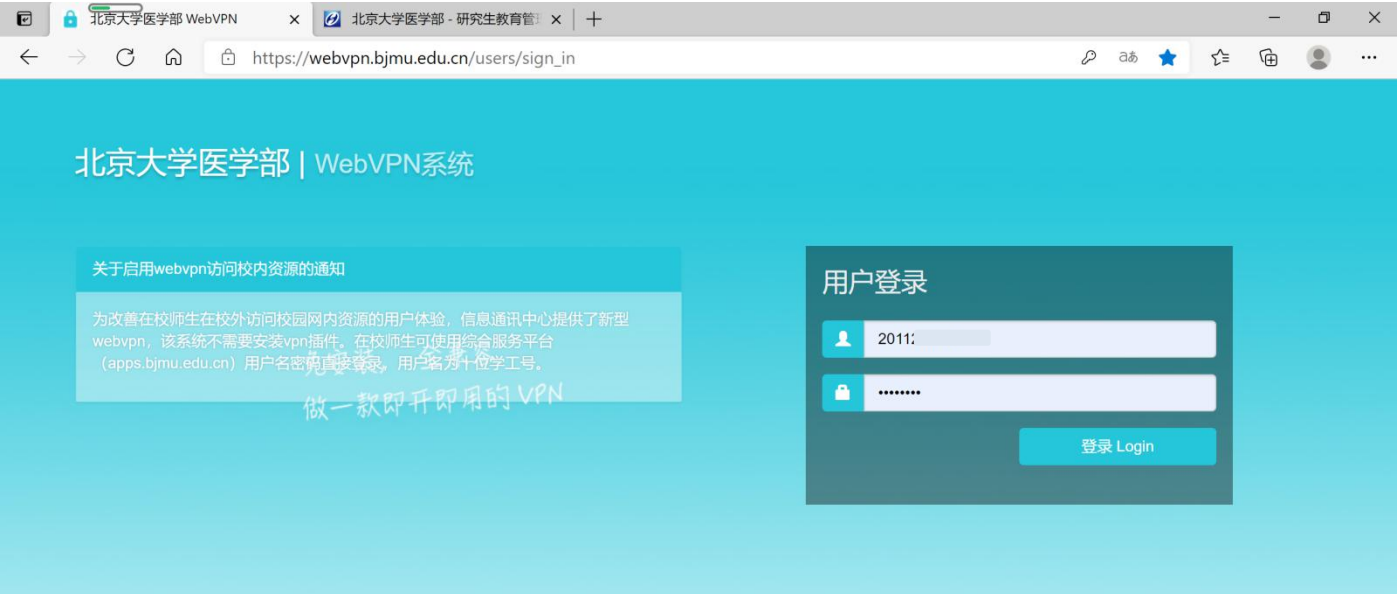 北京大学医学部 WebVPN
北京大学医学部 - 研究生教育管
https://webvpn.bjmu.edu.cn/users/sign_in
北京大学医学部 | WebVPN系统
关于启用webvpn访问校内资源的通知
为改善在校师生在校外访问校园网内资源的用户体验，信息通讯中心提供了新型
webvpn，该系统不需要安装vpn插件。在校师生可使用综合服务平台
（apps.bjmu.edu.cn）用户名密码直接登录，用户名为十位学工号。
免安装，全兼容
做一款即开即用的VPN
用户登录
2011
登录 Login